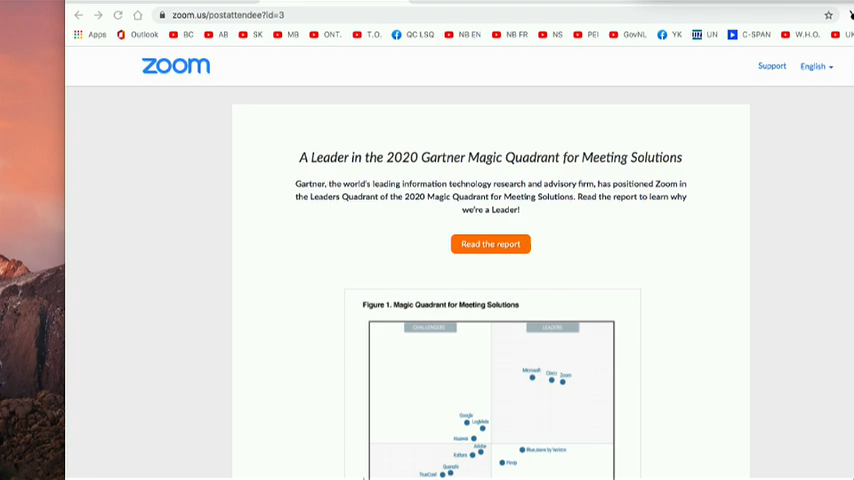 zoom.us/postattendee?id=3
Apps Outlook BC AB SK MB ONT. T.O. QC LSQ NB EN NB FR NS PEI GovNL YK UN C-SPAN W.H.O.
zoom
Support English
A Leader in the 2020 Gartner Magic Quadrant for Meeting Solutions
Gartner, the world's leading information technology research and advisory firm, has positioned Zoom in
the Leaders Quadrant of the 2020 Magic Quadrant for Meeting Solutions. Read the report to learn why
we're a Leader!
Read the report
Figure 1. Magic Quadrant for Meeting Solutions
CHALLENGERS LEADERS
Microsoft Cisco Zoom
Google
LogMeIn
Huawei
Adobe
BlueJeans by Verizon
Kaltura
Pexip
Quanshi
TrueConf